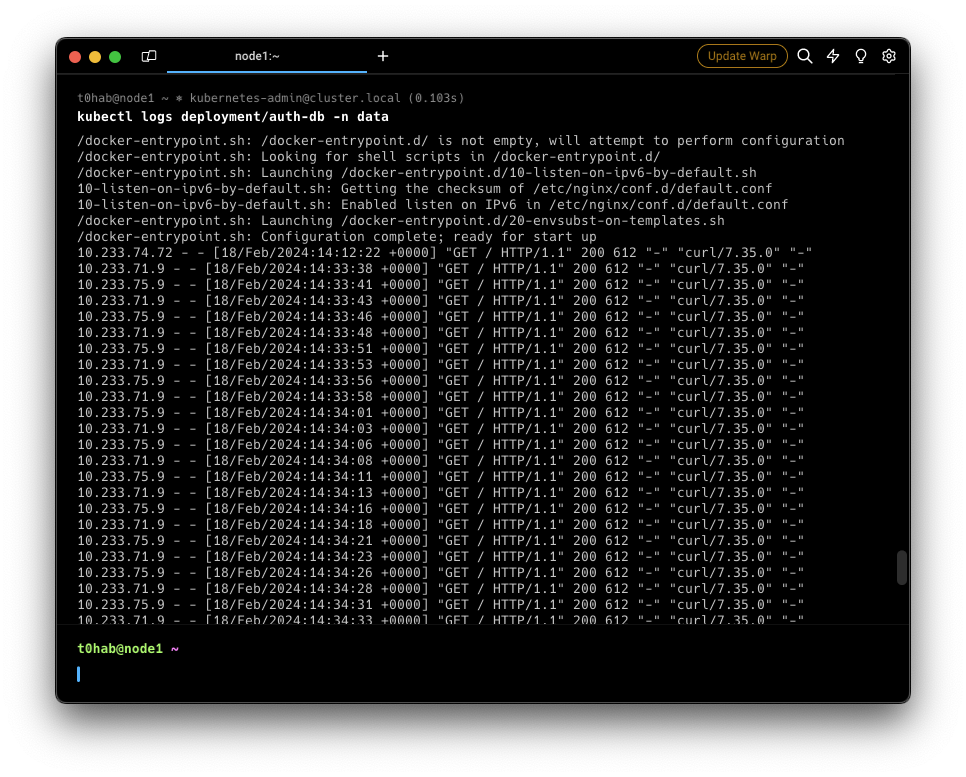 node1:~
Update Warp
t0hab@node1 ~ ⎈ kubernetes-admin@cluster.local (0.103s)
kubectl logs deployment/auth-db -n data
/docker-entrypoint.sh: /docker-entrypoint.d/ is not empty, will attempt to perform configuration
/docker-entrypoint.sh: Looking for shell scripts in /docker-entrypoint.d/
/docker-entrypoint.sh: Launching /docker-entrypoint.d/10-listen-on-ipv6-by-default.sh
10-listen-on-ipv6-by-default.sh: Getting the checksum of /etc/nginx/conf.d/default.conf
10-listen-on-ipv6-by-default.sh: Enabled listen on IPv6 in /etc/nginx/conf.d/default.conf
/docker-entrypoint.sh: Launching /docker-entrypoint.d/20-envsubst-on-templates.sh
/docker-entrypoint.sh: Configuration complete; ready for start up
10.233.74.72 - - [18/Feb/2024:14:12:22 +0000] "GET / HTTP/1.1" 200 612 "-" "curl/7.35.0" "-"
10.233.71.9 - - [18/Feb/2024:14:33:38 +0000] "GET / HTTP/1.1" 200 612 "-" "curl/7.35.0" "-"
10.233.75.9 - - [18/Feb/2024:14:33:41 +0000] "GET / HTTP/1.1" 200 612 "-" "curl/7.35.0" "-"
10.233.71.9 - - [18/Feb/2024:14:33:43 +0000] "GET / HTTP/1.1" 200 612 "-" "curl/7.35.0" "-"
10.233.75.9 - - [18/Feb/2024:14:33:46 +0000] "GET / HTTP/1.1" 200 612 "-" "curl/7.35.0" "-"
10.233.71.9 - - [18/Feb/2024:14:33:48 +0000] "GET / HTTP/1.1" 200 612 "-" "curl/7.35.0" "-"
10.233.75.9 - - [18/Feb/2024:14:33:51 +0000] "GET / HTTP/1.1" 200 612 "-" "curl/7.35.0" "-"
10.233.71.9 - - [18/Feb/2024:14:33:53 +0000] "GET / HTTP/1.1" 200 612 "-" "curl/7.35.0" "-"
10.233.75.9 - - [18/Feb/2024:14:33:56 +0000] "GET / HTTP/1.1" 200 612 "-" "curl/7.35.0" "-"
10.233.71.9 - - [18/Feb/2024:14:33:58 +0000] "GET / HTTP/1.1" 200 612 "-" "curl/7.35.0" "-"
10.233.75.9 - - [18/Feb/2024:14:34:01 +0000] "GET / HTTP/1.1" 200 612 "-" "curl/7.35.0" "-"
10.233.71.9 - - [18/Feb/2024:14:34:03 +0000] "GET / HTTP/1.1" 200 612 "-" "curl/7.35.0" "-"
10.233.75.9 - - [18/Feb/2024:14:34:06 +0000] "GET / HTTP/1.1" 200 612 "-" "curl/7.35.0" "-"
10.233.71.9 - - [18/Feb/2024:14:34:08 +0000] "GET / HTTP/1.1" 200 612 "-" "curl/7.35.0" "-"
10.233.75.9 - - [18/Feb/2024:14:34:11 +0000] "GET / HTTP/1.1" 200 612 "-" "curl/7.35.0" "-"
10.233.71.9 - - [18/Feb/2024:14:34:13 +0000] "GET / HTTP/1.1" 200 612 "-" "curl/7.35.0" "-"
10.233.75.9 - - [18/Feb/2024:14:34:16 +0000] "GET / HTTP/1.1" 200 612 "-" "curl/7.35.0" "-"
10.233.71.9 - - [18/Feb/2024:14:34:18 +0000] "GET / HTTP/1.1" 200 612 "-" "curl/7.35.0" "-"
10.233.75.9 - - [18/Feb/2024:14:34:21 +0000] "GET / HTTP/1.1" 200 612 "-" "curl/7.35.0" "-"
10.233.71.9 - - [18/Feb/2024:14:34:23 +0000] "GET / HTTP/1.1" 200 612 "-" "curl/7.35.0" "-"
10.233.75.9 - - [18/Feb/2024:14:34:26 +0000] "GET / HTTP/1.1" 200 612 "-" "curl/7.35.0" "-"
10.233.71.9 - - [18/Feb/2024:14:34:28 +0000] "GET / HTTP/1.1" 200 612 "-" "curl/7.35.0" "-"
10.233.75.9 - - [18/Feb/2024:14:34:31 +0000] "GET / HTTP/1.1" 200 612 "-" "curl/7.35.0" "-"
10.233.71.9 - - [18/Feb/2024:14:34:33 +0000] "GET / HTTP/1.1" 200 612 "-" "curl/7.35.0" "-"
t0hab@node1 ~